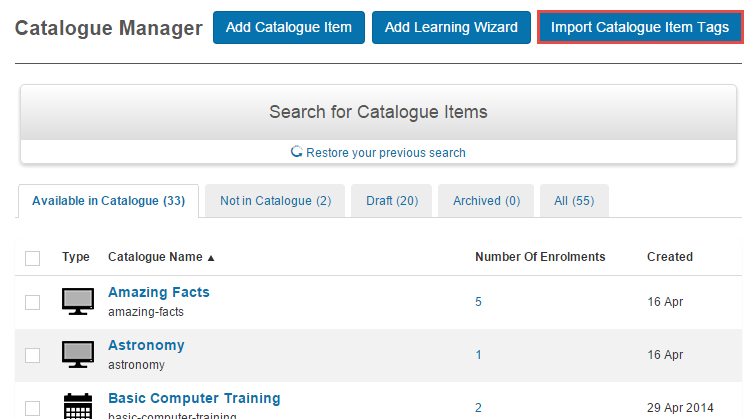 Catalogue Manager Add Catalogue Item Add Learning Wizard Import Catalogue Item Tags
Search for Catalogue Items
Restore your previous search
Available in Catalogue (33) Not in Catalogue (2) Draft (20) Archived (0) All (55)
Type Catalogue Name ▲ Number Of Enrolments Created
Amazing Facts
amazing-facts 5 16 Apr
Astronomy
astronomy 1 16 Apr
Basic Computer Training
basic-computer-training 2 29 Apr 2014